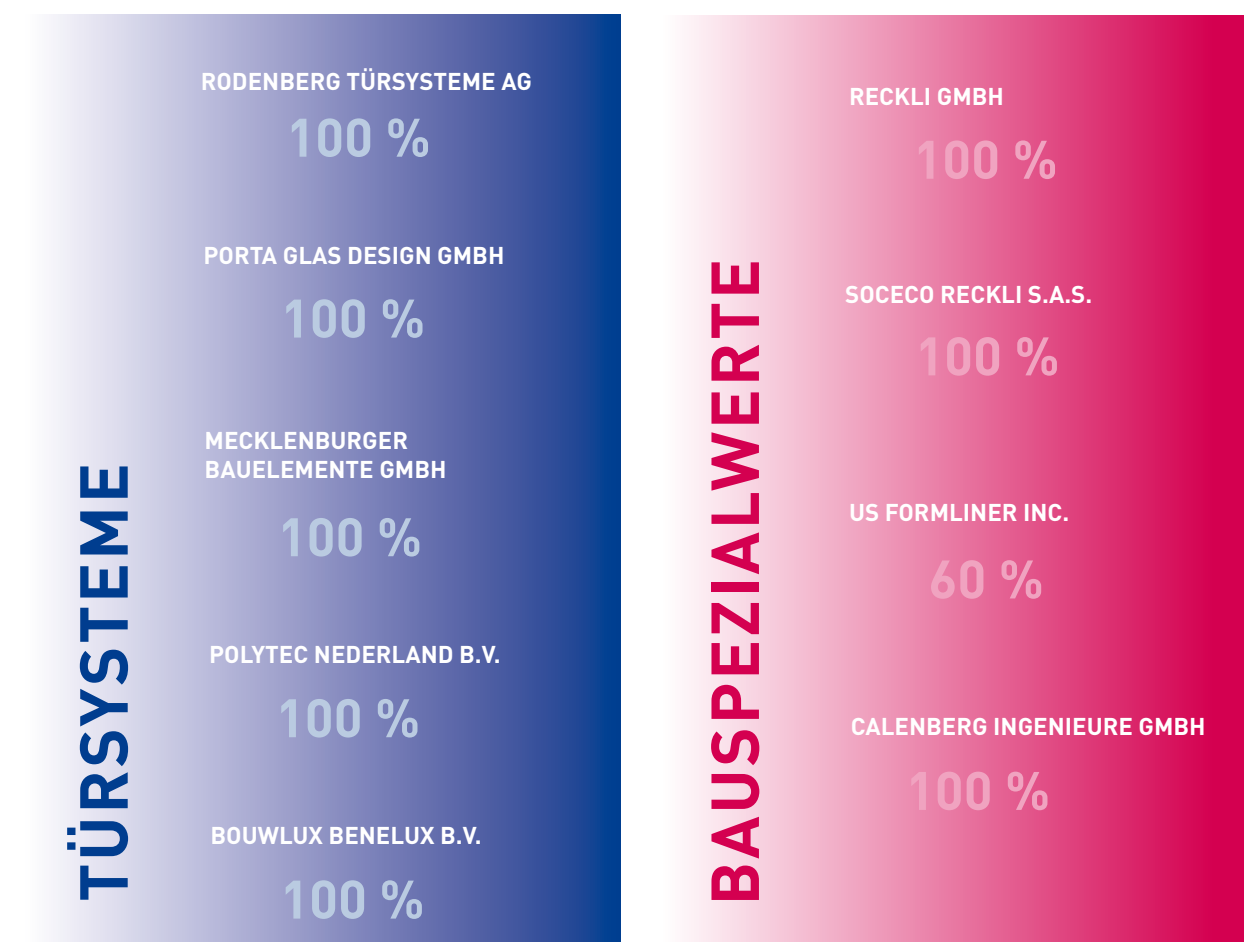 TÜRSYSTEME
RODENBERG TÜRSYSTEME AG
100 %
PORTA GLAS DESIGN GMBH
100 %
MECKLENBURGER
BAUELEMENTE GMBH
100 %
POLYTEC NEDERLAND B.V.
100 %
BOUWLUX BENELUX B.V.
100 %
BAUSPEZIALWERTE
RECKLI GMBH
100 %
SOCECO RECKLI S.A.S.
100 %
US FORMLINER INC.
60 %
CALENBERG INGENIEURE GMBH
100 %